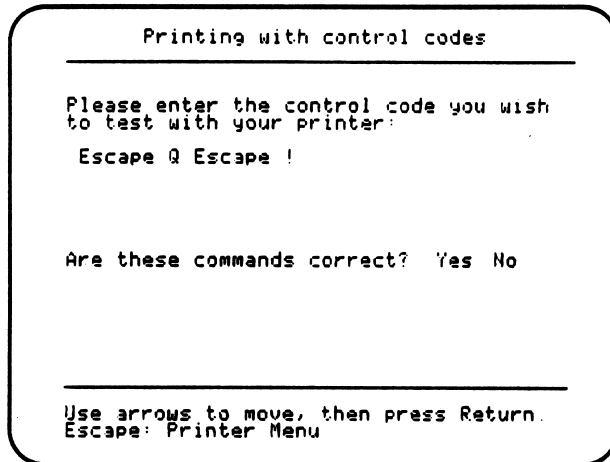 Printing with control codes
Please enter the control code you wish
to test with your printer:
Escape Q Escape !
Are these commands correct? Yes No
Use arrows to move, then press Return.
Escape: Printer Menu